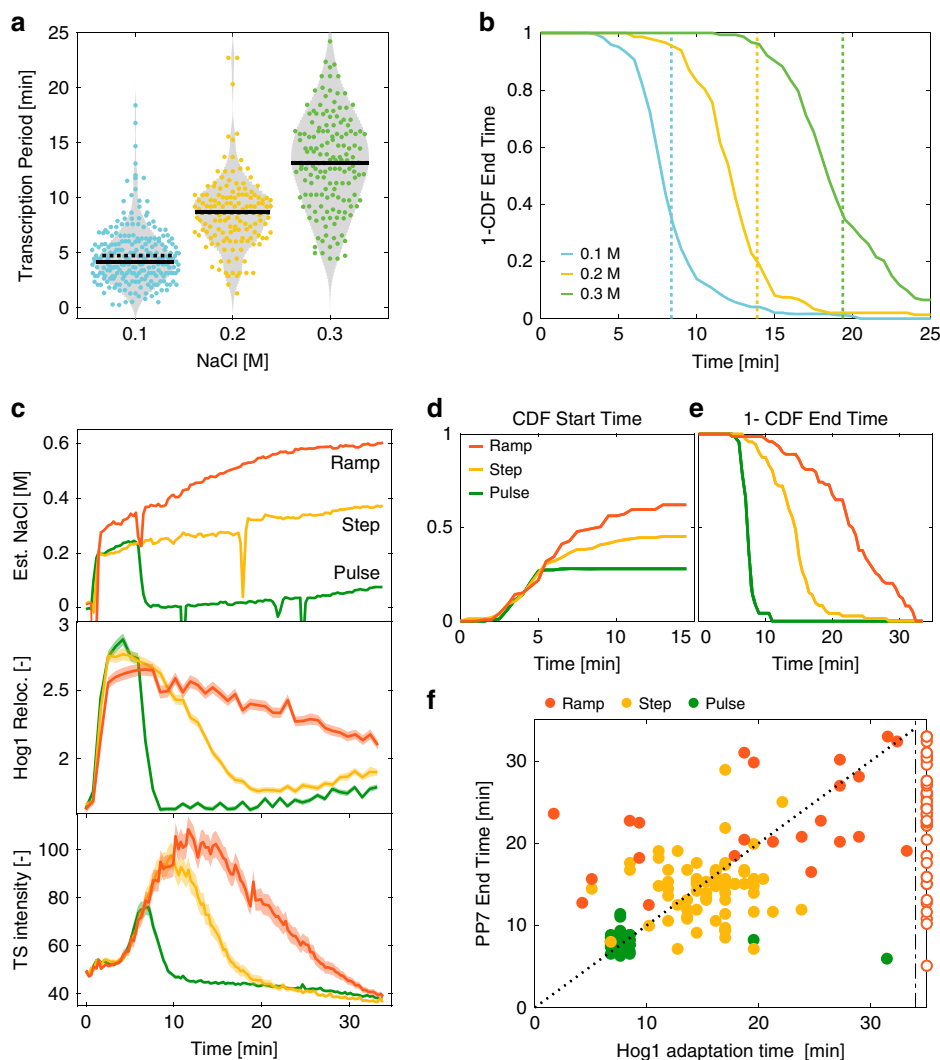 a
25
20
15
10
5
0
Transcription Period [min]
0.1
0.2
0.3
NaCl [M]
b
1
0.8
0.6
0.4
0.2
0
1-CDF End Time
0.1 M
0.2 M
0.3 M
0
5
10
15
20
25
Time [min]
c
0.6
0.4
0.2
0
Est. NaCl [M]
Ramp
Step
Pulse
3
2.5
2
Hog1 Reloc. [-]
100
80
60
40
TS intensity [-]
0
10
20
30
Time [min]
d
CDF Start Time
1
0.5
0
Ramp
Step
Pulse
0
5
10
15
Time [min]
e
1- CDF End Time
0
10
20
30
Time [min]
f
Ramp
Step
Pulse
30
20
10
0
PP7 End Time [min]
0
10
20
30
Hog1 adaptation time [min]